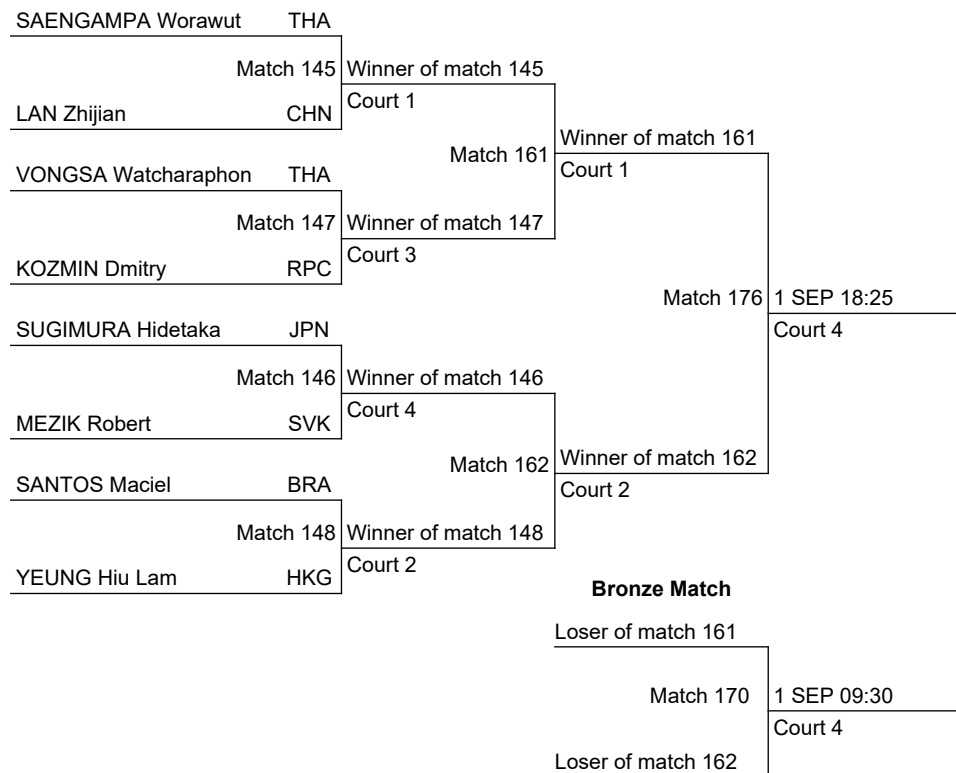 SAENGAMPA Worawut THA
Match 145 Winner of match 145
Court 1
LAN Zhijian CHN
Winner of match 161
Match 161
Court 1
VONGSA Watcharaphon THA
Match 147 Winner of match 147
Court 3
KOZMIN Dmitry RPC
Match 176 1 SEP 18:25
Court 4
SUGIMURA Hidetaka JPN
Match 146 Winner of match 146
Court 4
MEZIK Robert SVK
Match 162 Winner of match 162
Court 2
SANTOS Maciel BRA
Match 148 Winner of match 148
Court 2
YEUNG Hiu Lam HKG
Bronze Match
Loser of match 161
Match 170 1 SEP 09:30
Court 4
Loser of match 162